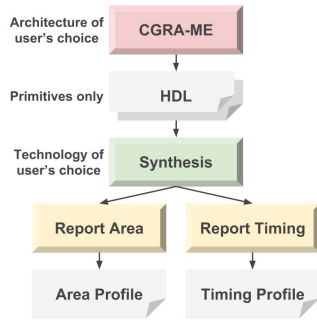 Architecture of
user's choice
CGRA-ME
Primitives only
HDL
Technology of
user's choice
Synthesis
Report Area
Report Timing
Area Profile
Timing Profile